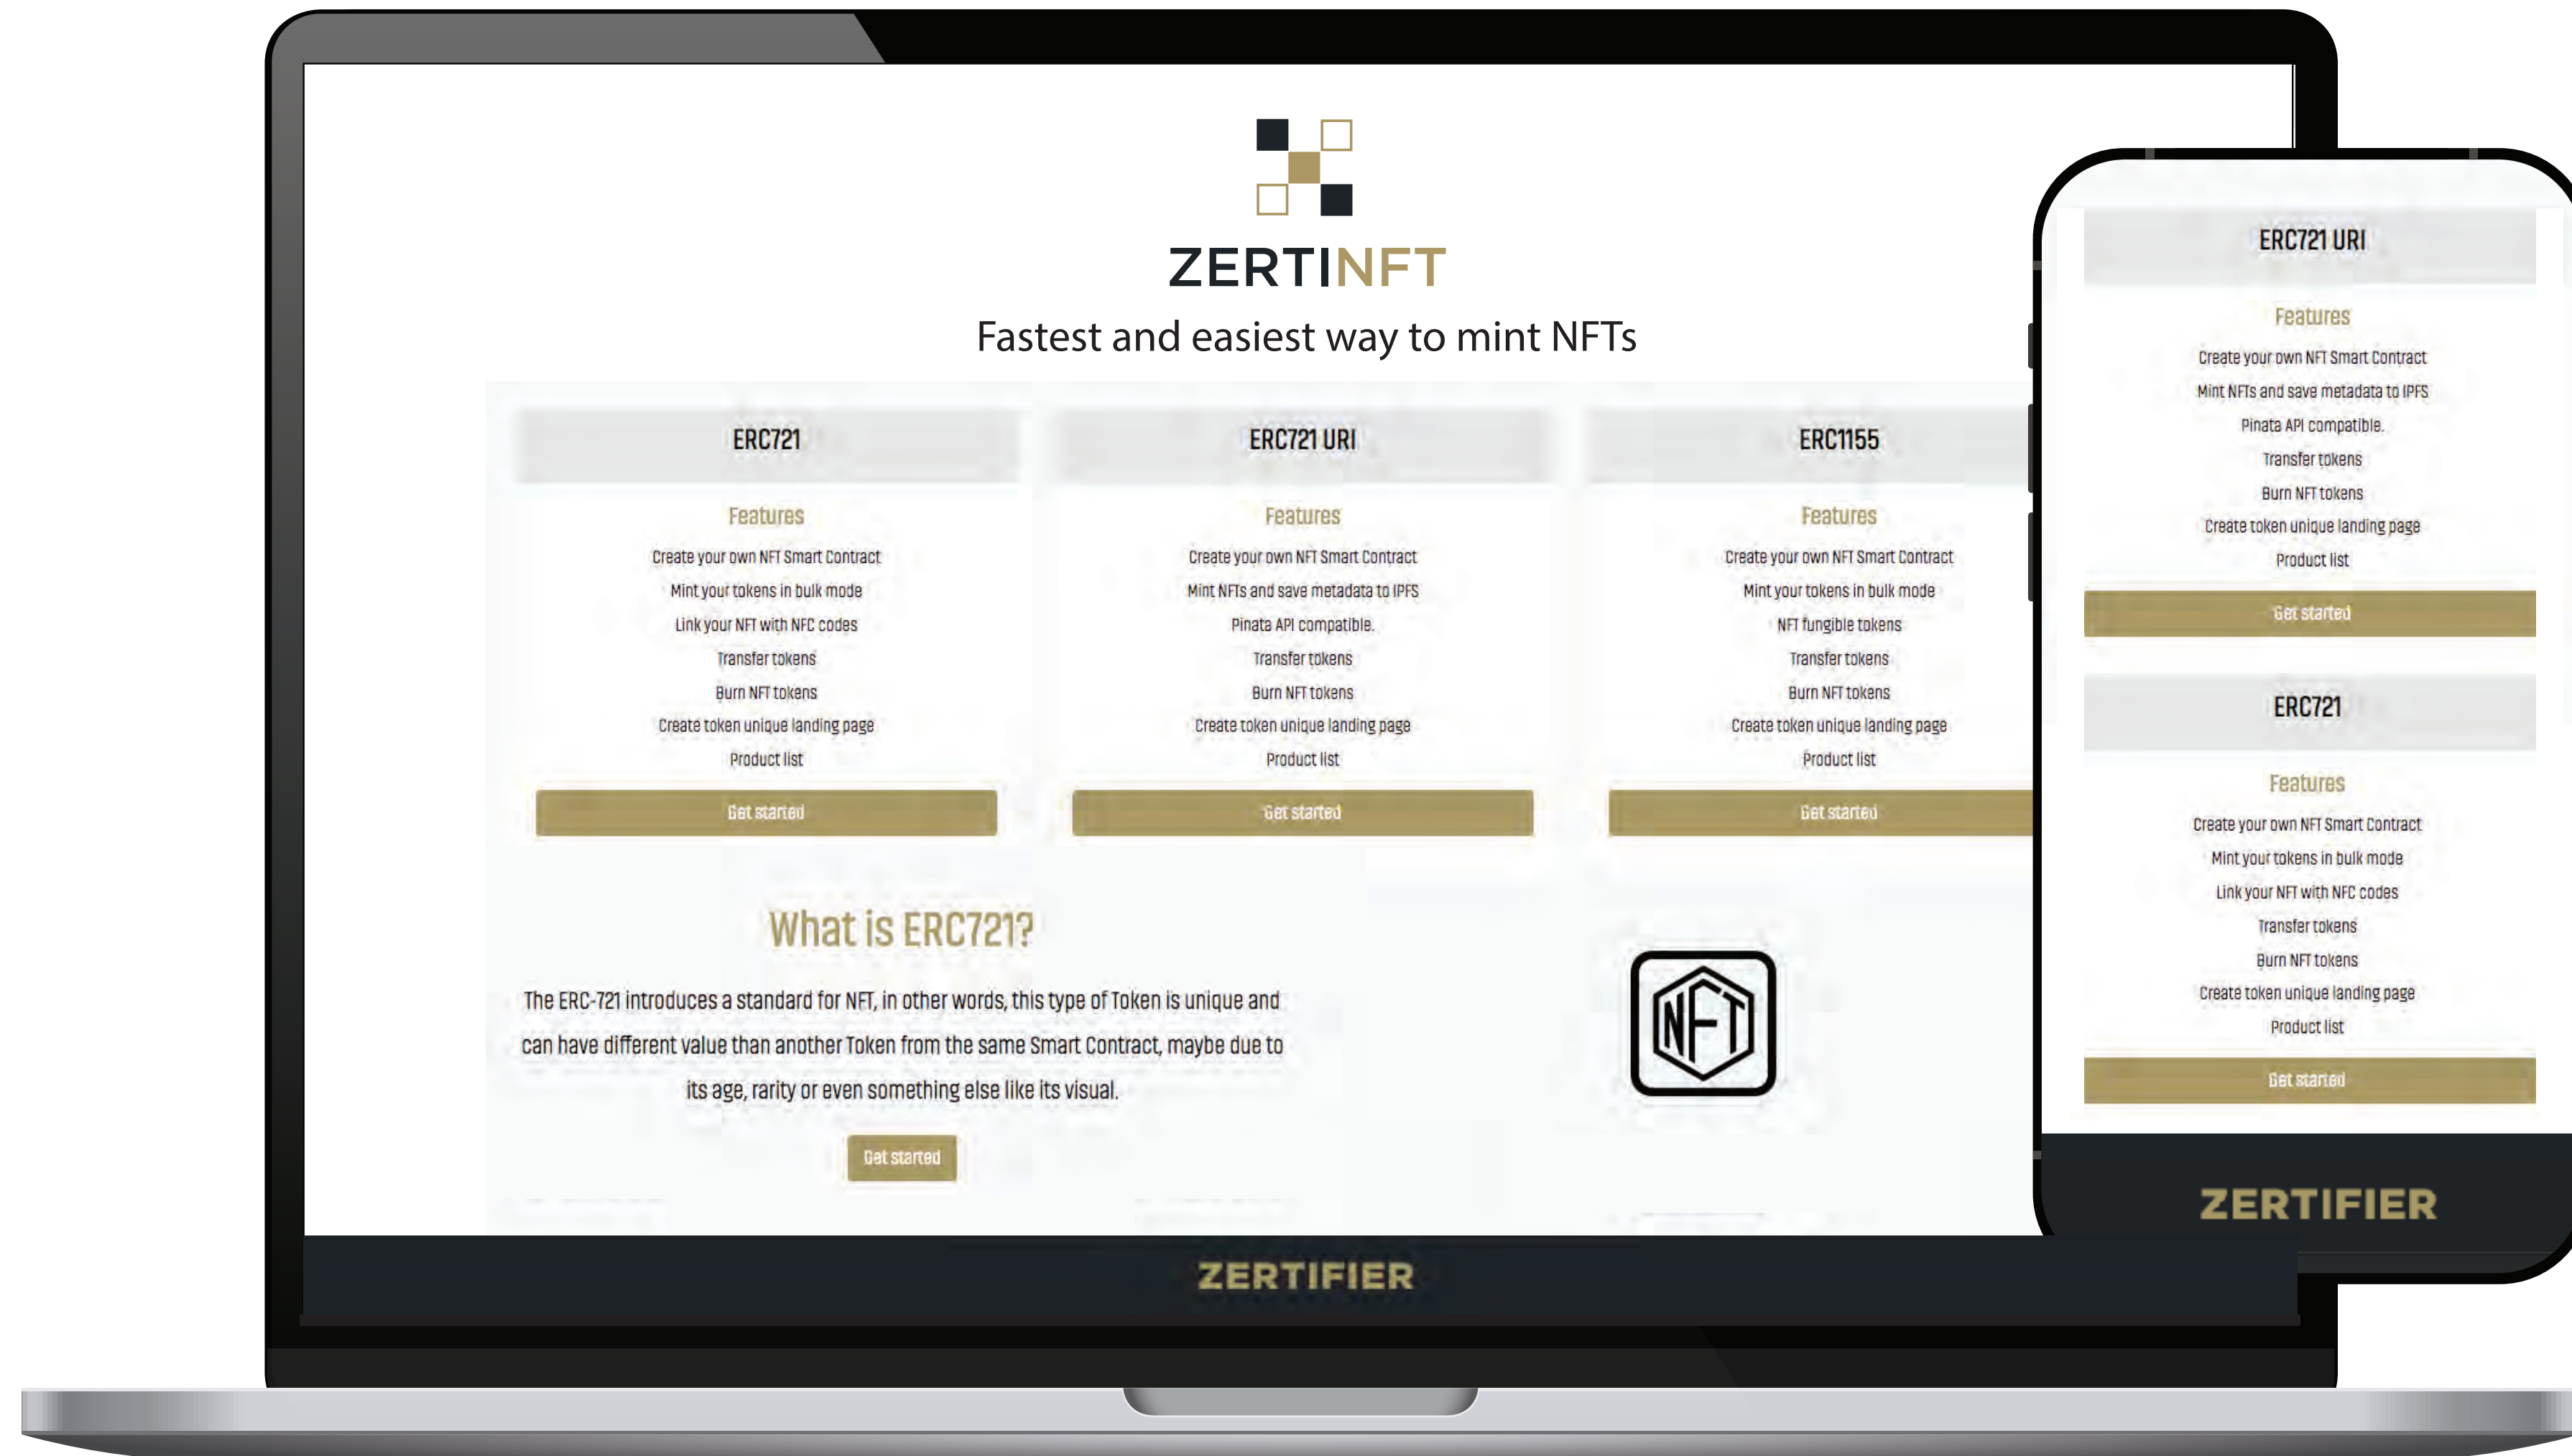 ZERTINFT
Fastest and easiest way to mint NFTs
ERC721
Features
Create your own NFT Smart Contract
Mint your tokens in bulk mode
Link your NFT with NFC codes
Transfer tokens
Burn NFT tokens
Create token unique landing page
Product list
Get started
ERC721 URI
Features
Create your own NFT Smart Contract
Mint NFTs and save metadata to IPFS
Pinata API compatible.
Transfer tokens
Burn NFT tokens
Create token unique landing page
Product list
Get started
ERC1155
Features
Create your own NFT Smart Contract
Mint your tokens in bulk mode
NFT fungible tokens
Transfer tokens
Burn NFT tokens
Create token unique landing page
Product list
Get started
What is ERC721?
The ERC-721 introduces a standard for NFT, in other words, this type of Token is unique and
can have different value than another Token from the same Smart Contract, maybe due to
its age, rarity or even something else like its visual.
Get started
NFT
ZERTIFIER
ERC721 URI
Features
Create your own NFT Smart Contract
Mint NFTs and save metadata to IPFS
Pinata API compatible.
Transfer tokens
Burn NFT tokens
Create token unique landing page
Product list
Get started
ERC721
Features
Create your own NFT Smart Contract
Mint your tokens in bulk mode
Link your NFT with NFC codes
Transfer tokens
Burn NFT tokens
Create token unique landing page
Product list
Get started
ZERTIFIER